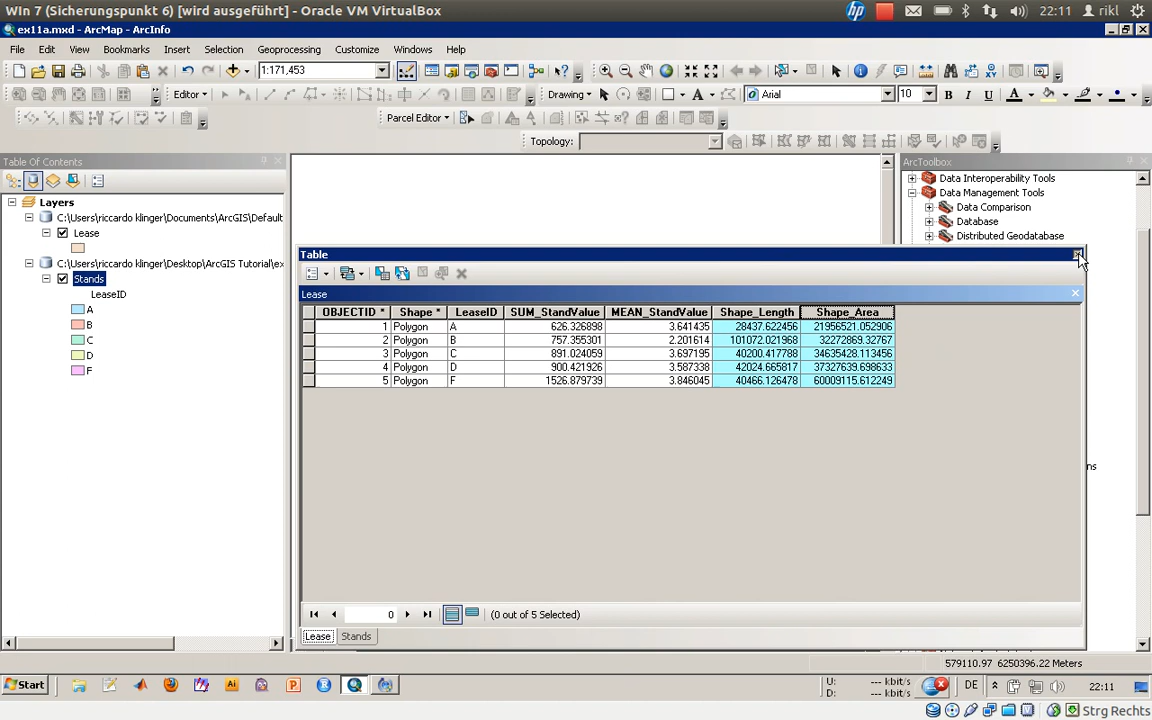 WIn 7 (Sicherungspunkt 6) [wird ausgeführt] - Oracle VM VirtualBox
22:11 rikl
ex11a.mxd - ArcMap - ArcInfo
File Edit View Bookmarks Insert Selection Geoprocessing Customize Windows Help
1:171,453
Editor Drawing A Arial 10 B I U A
Parcel Editor
Topology:
Table Of Contents
ArcToolbox
Layers
C:\Users\riccardo klinger\Documents\ArcGIS\Default
Lease
C:\Users\riccardo klinger\Desktop\ArcGIS Tutorial\ex
Stands
LeaseID
A
B
C
D
F
Data Interoperability Tools
Data Management Tools
Data Comparison
Database
Distributed Geodatabase
ns
Table
Lease
OBJECTID * Shape * LeaseID SUM_StandValue MEAN_StandValue Shape_Length Shape_Area
1 Polygon A 626.326898 3.641435 28437.622456 21956521.052906
2 Polygon B 757.355301 2.201614 101072.021968 32272869.32767
3 Polygon C 891.024059 3.697195 40200.417788 34635428.113456
4 Polygon D 900.421926 3.587338 42024.665817 37327639.698633
5 Polygon F 1526.879739 3.846045 40466.126478 60009115.612249
0 (0 out of 5 Selected)
Lease Stands
579110.97 6250396.22 Meters
Start
U: -- kbit/s
D: -- kbit/s
DE 22:11
Strg Rechts